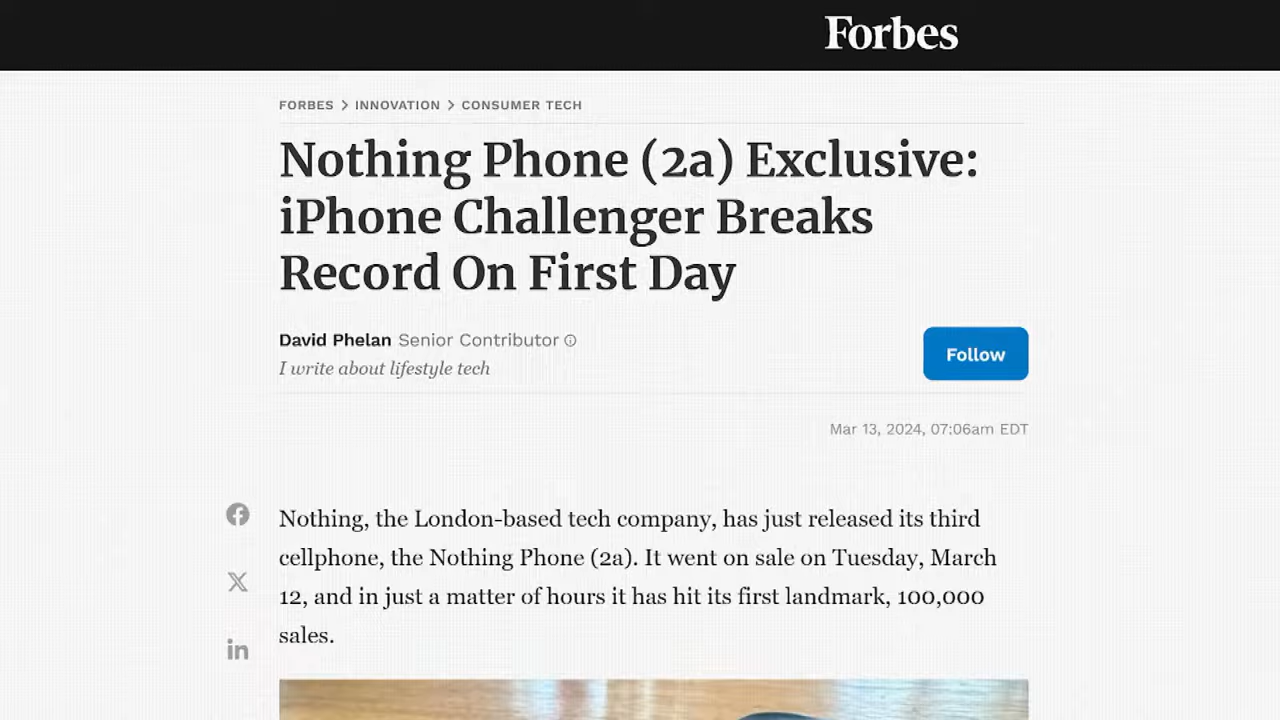 Forbes
FORBES > INNOVATION > CONSUMER TECH
Nothing Phone (2a) Exclusive:
iPhone Challenger Breaks
Record On First Day
David Phelan Senior Contributor
I write about lifestyle tech
Follow
Mar 13, 2024, 07:06am EDT
Nothing, the London-based tech company, has just released its third
cellphone, the Nothing Phone (2a). It went on sale on Tuesday, March
12, and in just a matter of hours it has hit its first landmark, 100,000
sales.